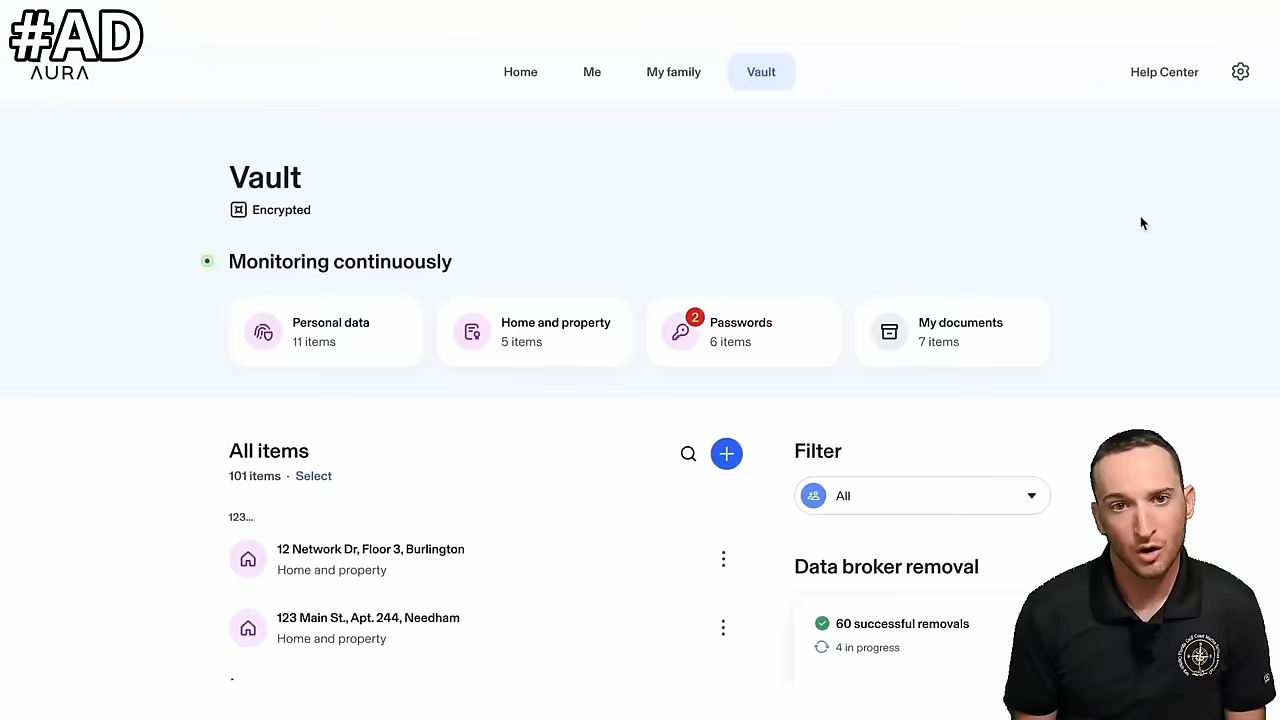 #AD
AURA
Home
Me
My family
Vault
Help Center
Vault
Encrypted
Monitoring continuously
Personal data
11 items
Home and property
5 items
2
Passwords
6 items
My documents
7 items
All items
101 items · Select
123...
12 Network Dr, Floor 3, Burlington
Home and property
123 Main St., Apt. 244, Needham
Home and property
Filter
All
Data broker removal
60 successful removals
4 in progress